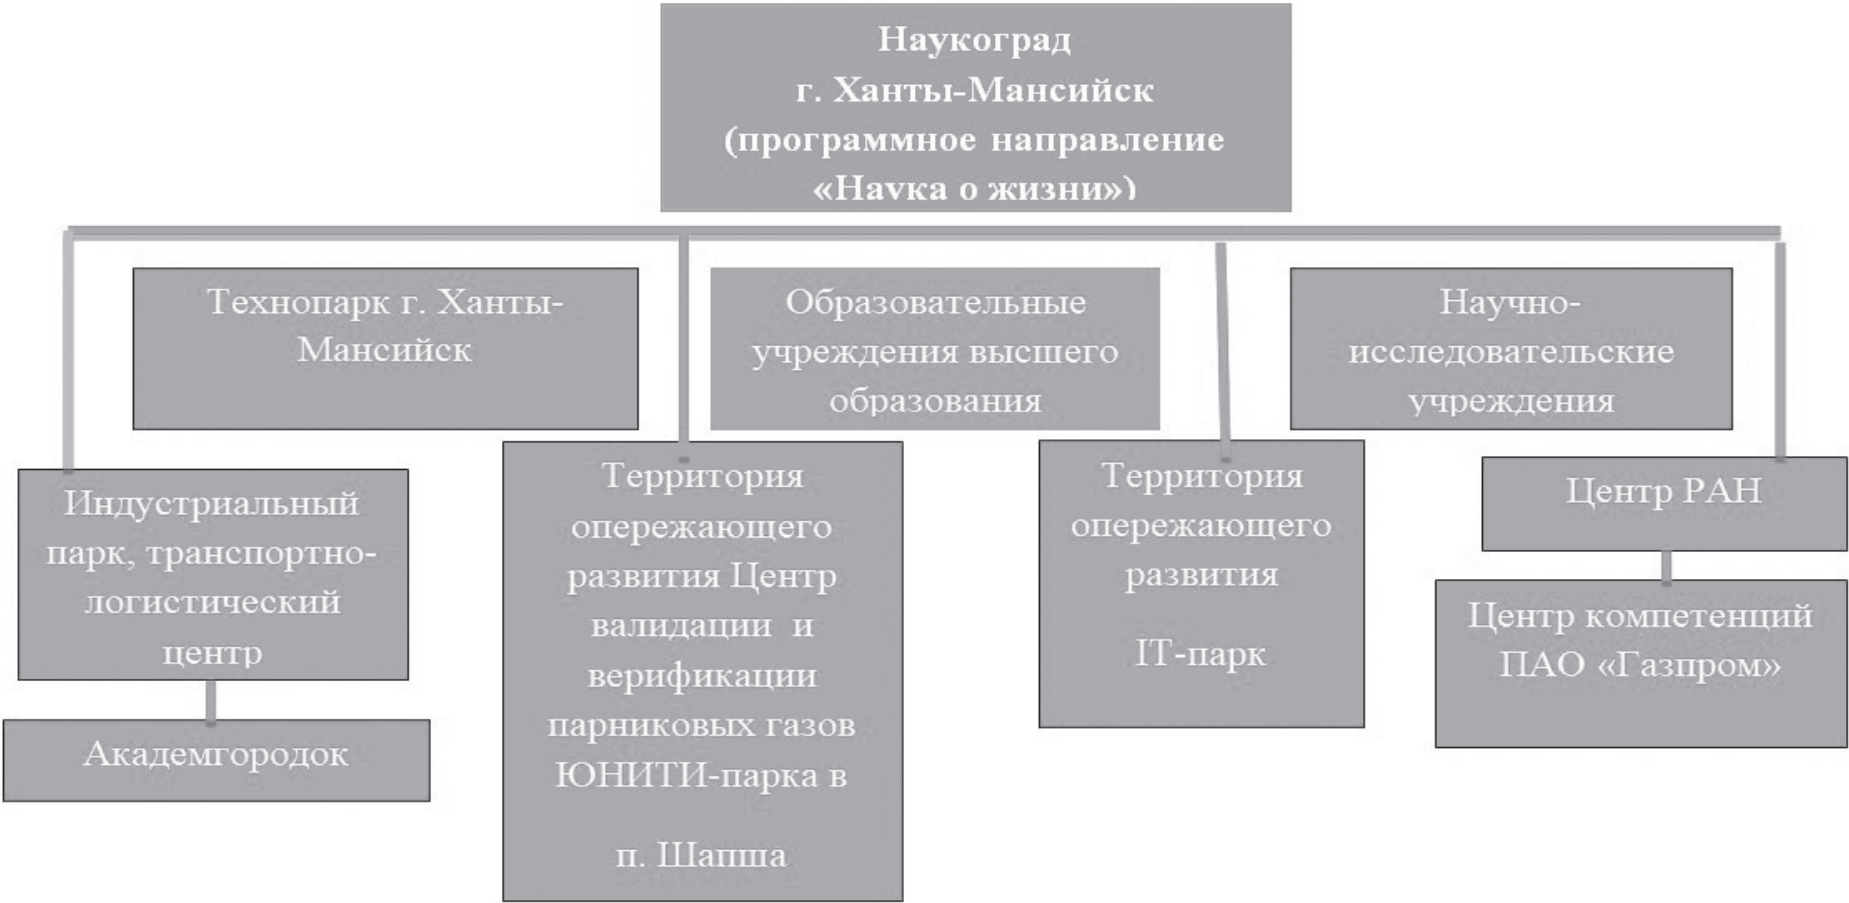 Наукоград
г. Ханты-Мансийск
(программное направление
«Наука о жизни»)
Технопарк г. Ханты-
Мансийск
Образовательные
учреждения высшего
образования
Научно-
исследовательские
учреждения
Индустриальный
парк, транспортно-
логистический
центр
Академгородок
Территория
опережающего
развития Центр
валидации и
верификации
парниковых газов
ЮНИТИ-парка в
п. Шапша
Территория
опережающего
развития
IT-парк
Центр РАН
Центр компетенций
ПАО «Газпром»